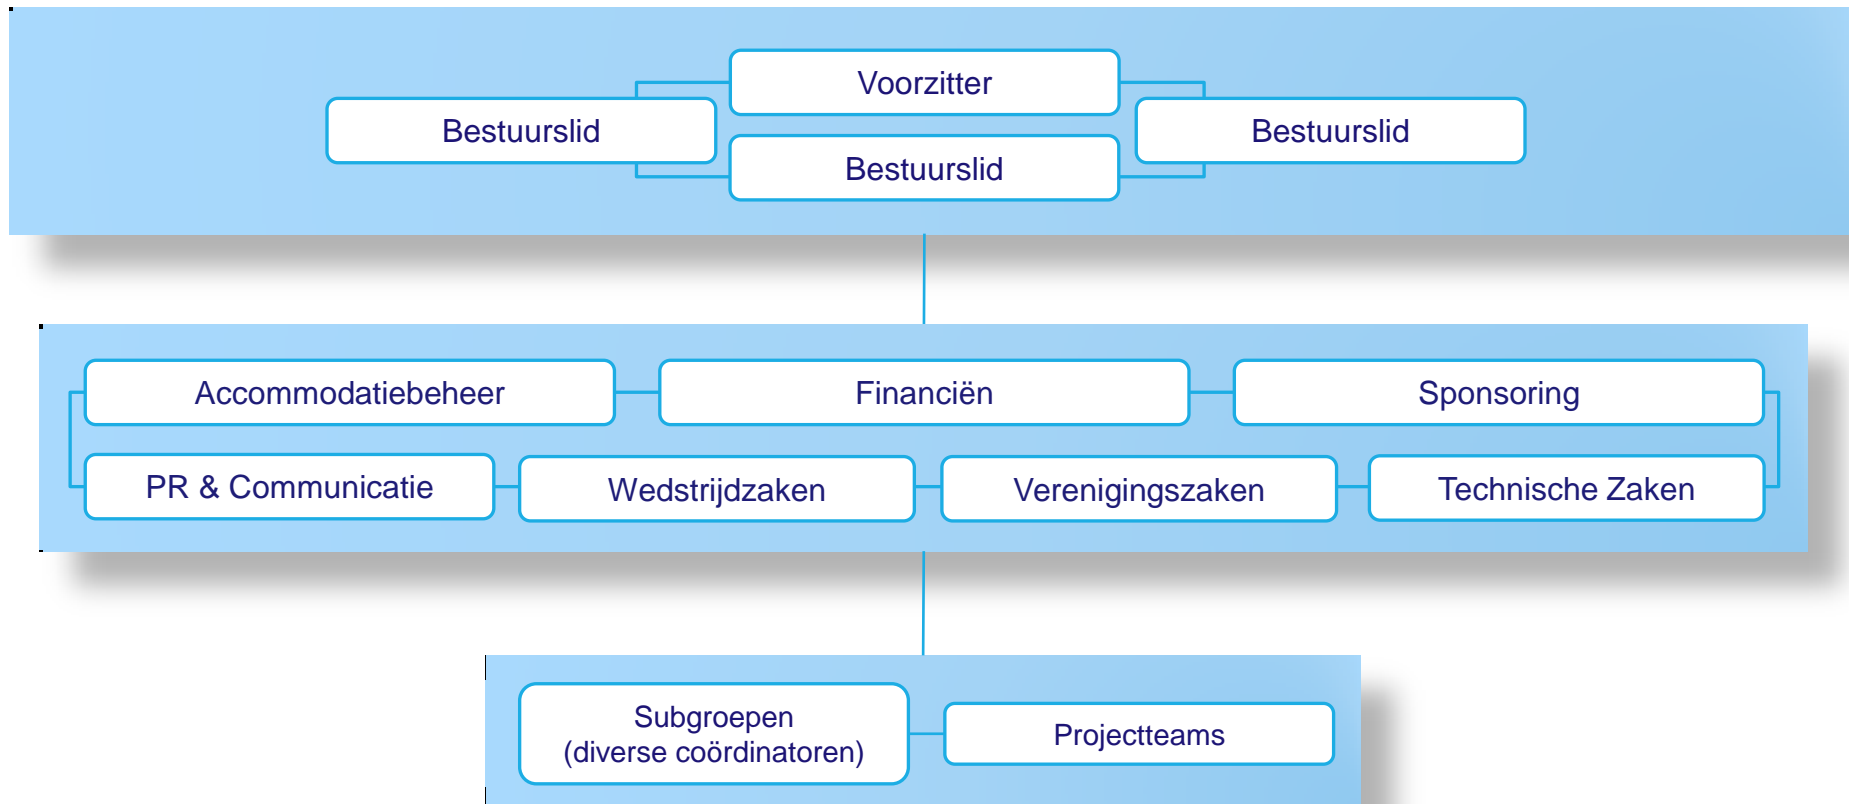 Voorzitter
Bestuurslid
Bestuurslid
Bestuurslid
Accommodatiebeheer
Financiën
Sponsoring
PR & Communicatie
Wedstrijdzaken
Verenigingszaken
Technische Zaken
Subgroepen
(diverse coördinatoren)
Projectteams